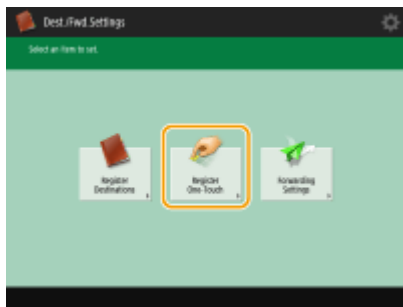 Dest./Fwd.Settings
Select an item to set.
Register
Destinations
Register
One-Touch
Forwarding
Settings